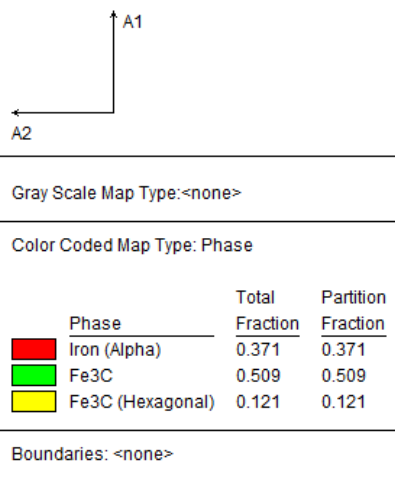 A1
A2
Gray Scale Map Type:<none>
Color Coded Map Type: Phase
Total Partition
Phase Fraction Fraction
Iron (Alpha) 0.371 0.371
Fe3C 0.509 0.509
Fe3C (Hexagonal) 0.121 0.121
Boundaries: <none>